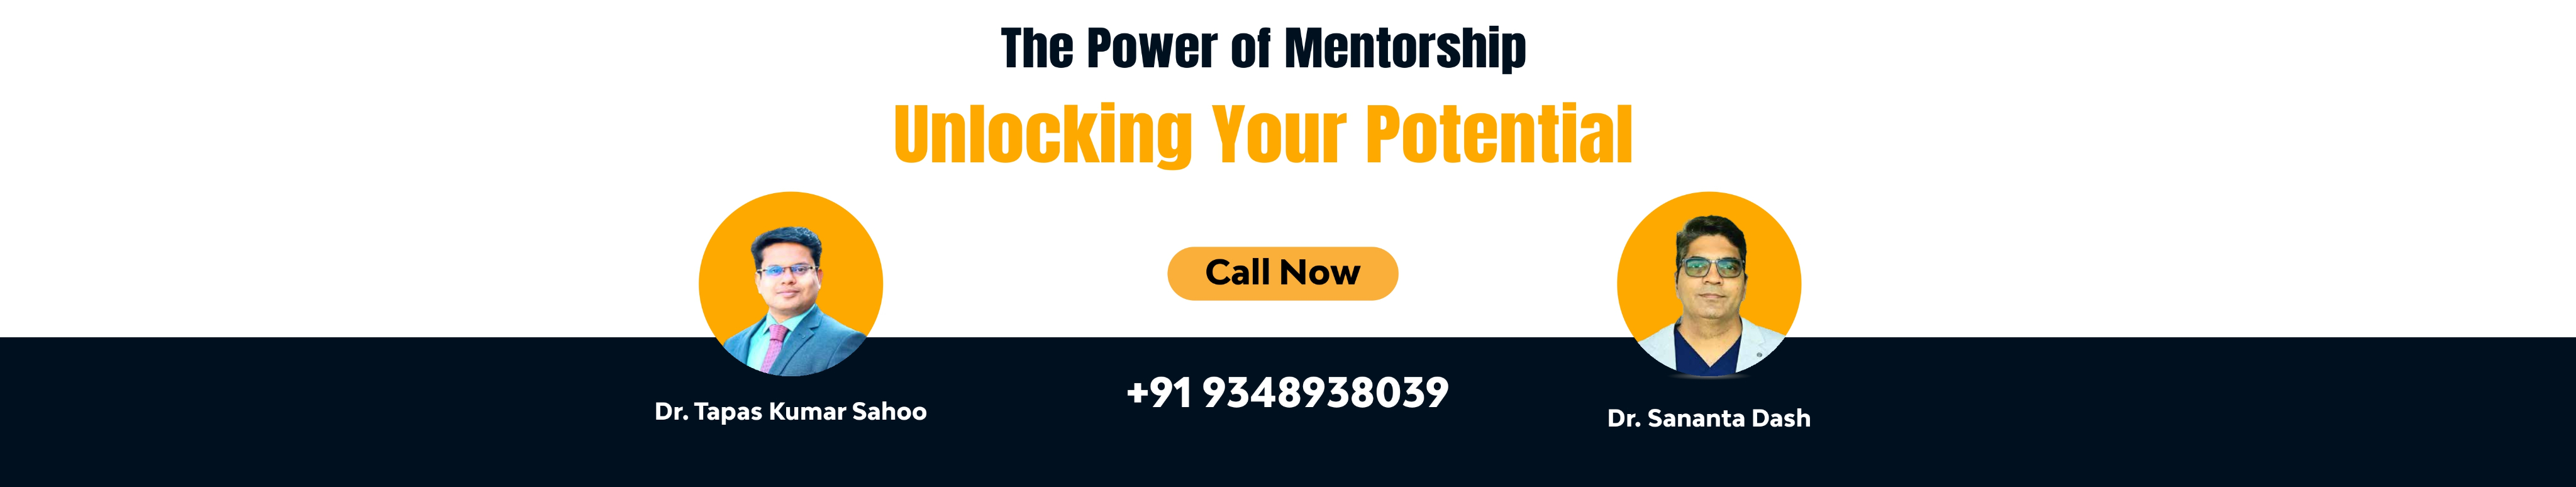 The Power of Mentorship
Unlocking Your Potential
Call Now
+91 9348938039
Dr. Tapas Kumar Sahoo
Dr. Sananta Dash